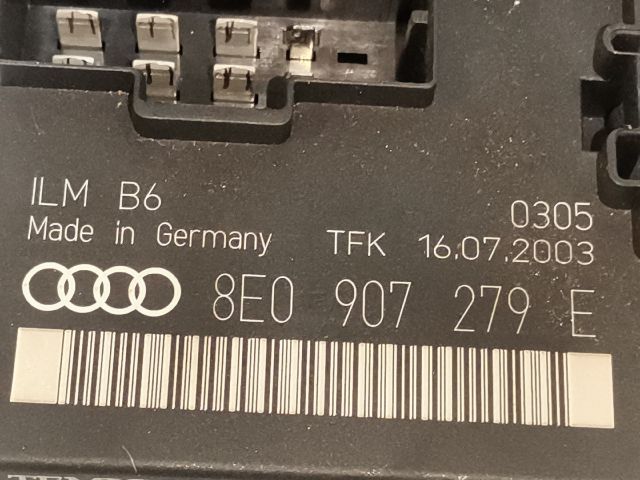 ILM B6 0305
Made in Germany TFK 16.07.2003
8E0 907 279 E